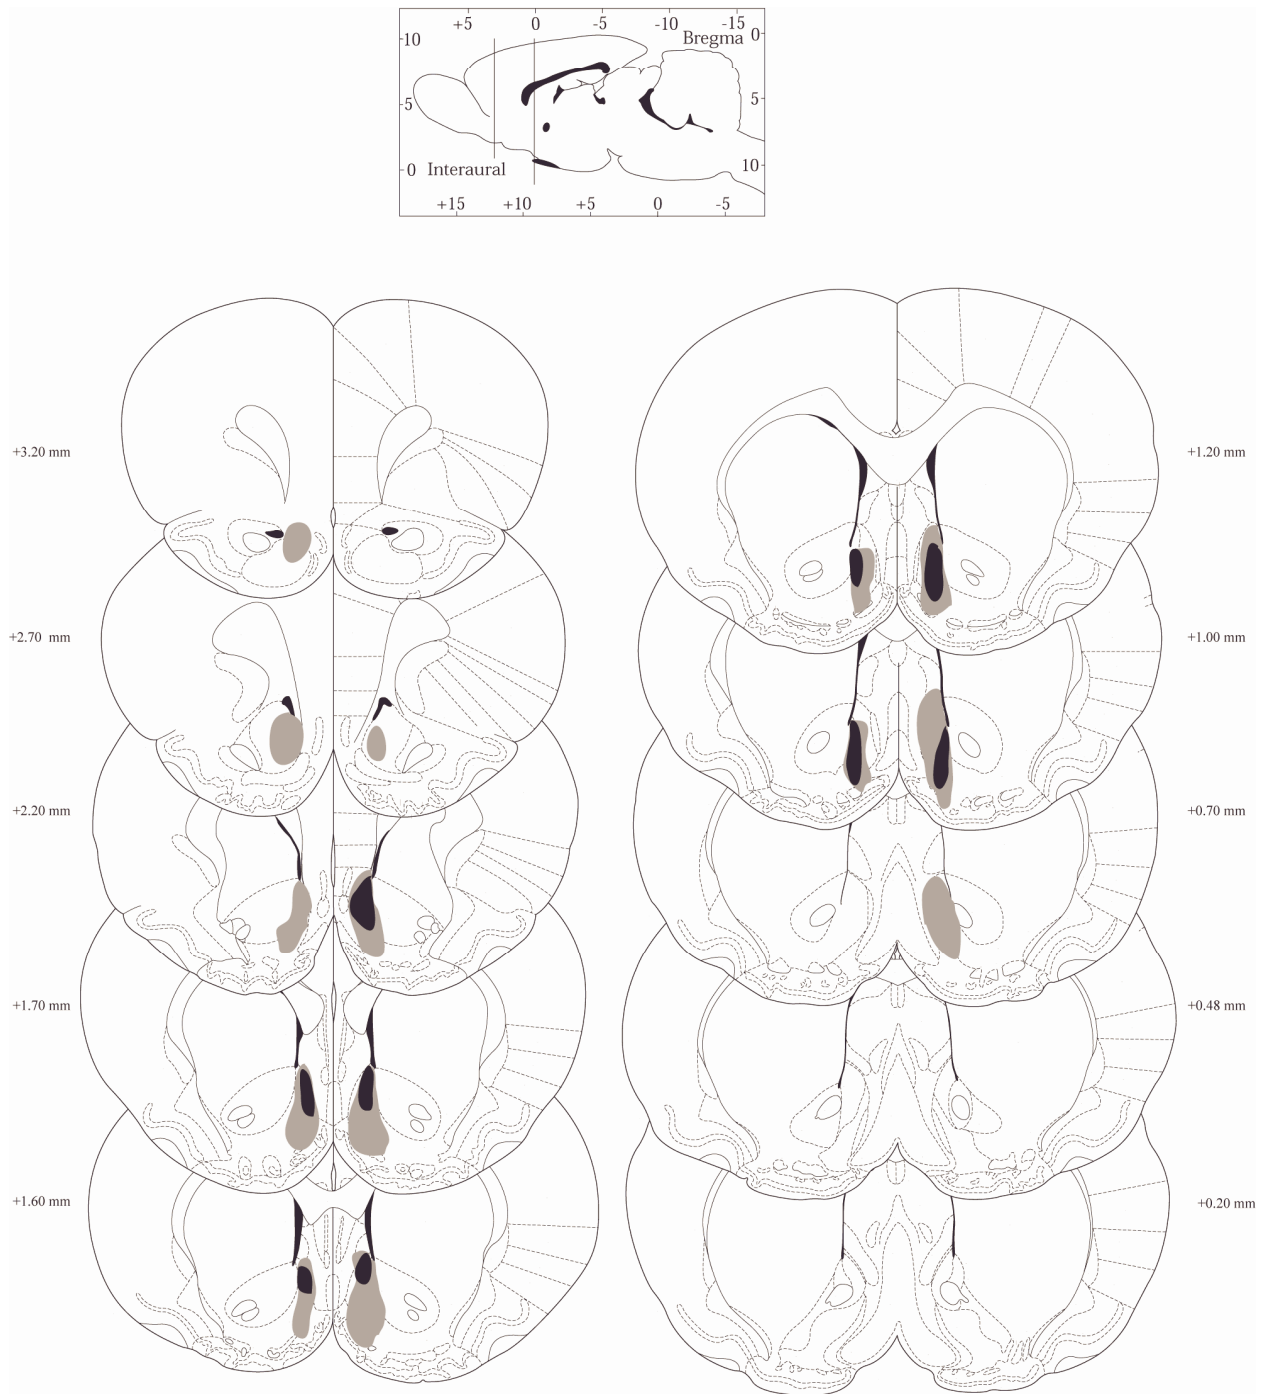 +5 0 -5 -10 -15
10 Bregma 0
5 5
0 Interaural 10
+15 +10 +5 0 -5
+3.20 mm
+2.70 mm
+2.20 mm
+1.70 mm
+1.60 mm
+1.20 mm
+1.00 mm
+0.70 mm
+0.48 mm
+0.20 mm